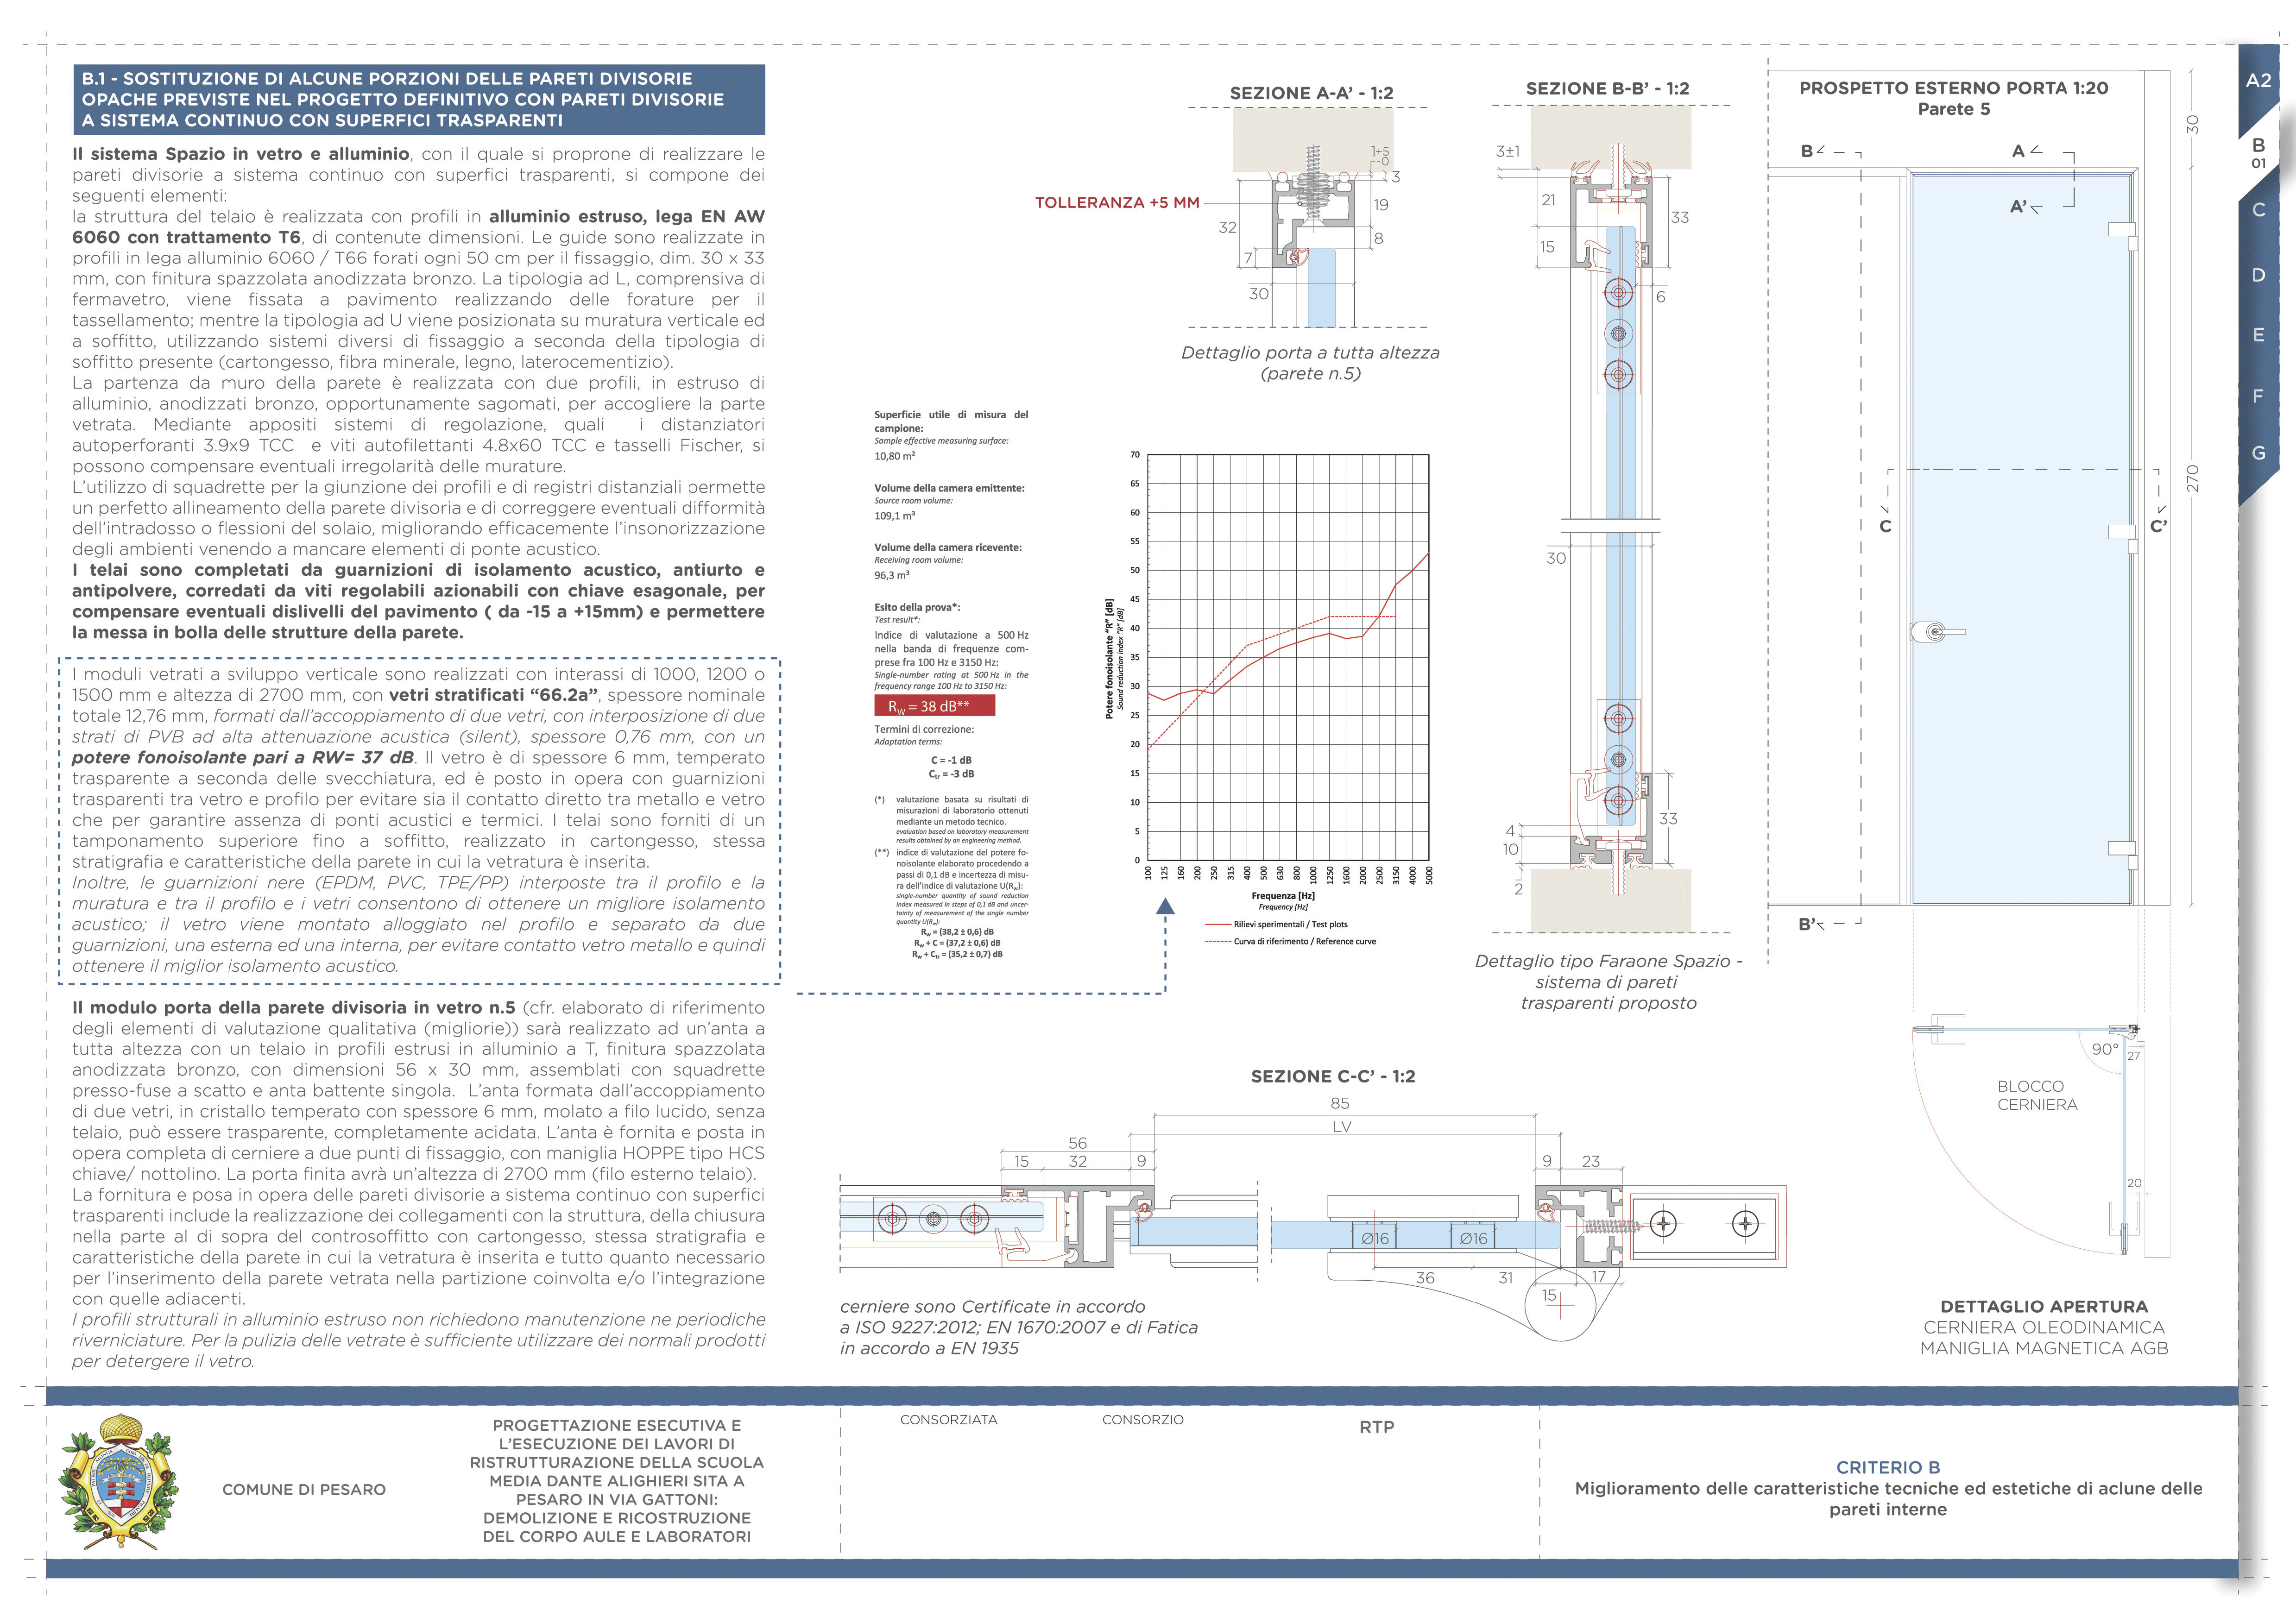 B.1 - SOSTITUZIONE DI ALCUNE PORZIONI DELLE PARETI DIVISORIE
OPACHE PREVISTE NEL PROGETTO DEFINITIVO CON PARETI DIVISORIE
A SISTEMA CONTINUO CON SUPERFICI TRASPARENTI
Il sistema Spazio in vetro e alluminio, con il quale si proprone di realizzare le
pareti divisorie a sistema continuo con superfici trasparenti, si compone dei
seguenti elementi:
la struttura del telaio è realizzata con profili in alluminio estruso, lega EN AW
6060 con trattamento T6, di contenute dimensioni. Le guide sono realizzate in
profili in lega alluminio 6060 / T66 forati ogni 50 cm per il fissaggio, dim. 30 x 33
mm, con finitura spazzolata anodizzata bronzo. La tipologia ad L, comprensiva di
fermavetro, viene fissata a pavimento realizzando delle forature per il
tassellamento; mentre la tipologia ad U viene posizionata su muratura verticale ed
a soffitto, utilizzando sistemi diversi di fissaggio a seconda della tipologia di
soffitto presente (cartongesso, fibra minerale, legno, laterocementizio).
La partenza da muro della parete è realizzata con due profili, in estruso di
alluminio, anodizzati bronzo, opportunamente sagomati, per accogliere la parte
vetrata. Mediante appositi sistemi di regolazione, quali i distanziatori
autoperforanti 3.9x9 TCC e viti autofilettanti 4.8x60 TCC e tasselli Fischer, si
possono compensare eventuali irregolarità delle murature.
L'utilizzo di squadrette per la giunzione dei profili e di registri distanziali permette
un perfetto allineamento della parete divisoria e di correggere eventuali difformità
dell'intradosso o flessioni del solaio, migliorando efficacemente l'insonorizzazione
degli ambienti venendo a mancare elementi di ponte acustico.
I telai sono completati da guarnizioni di isolamento acustico, antiurto e
antipolvere, corredati da viti regolabili azionabili con chiave esagonale, per
compensare eventuali dislivelli del pavimento ( da -15 a +15mm) e permettere
la messa in bolla delle strutture della parete.
I moduli vetrati a sviluppo verticale sono realizzati con interassi di 1000, 1200 o
1500 mm e altezza di 2700 mm, con vetri stratificati “66.2a”, spessore nominale
totale 12,76 mm, formati dall'accoppiamento di due vetri, con interposizione di due
strati di PVB ad alta attenuazione acustica (silent), spessore 0,76 mm, con un
potere fonoisolante pari a RW= 37 dB. Il vetro è di spessore 6 mm, temperato
trasparente a seconda delle svecchiatura, ed è posto in opera con guarnizioni
trasparenti tra vetro e profilo per evitare sia il contatto diretto tra metallo e vetro
che per garantire assenza di ponti acustici e termici. I telai sono forniti di un
tamponamento superiore fino a soffitto, realizzato in cartongesso, stessa
stratigrafia e caratteristiche della parete in cui la vetratura è inserita.
Inoltre, le guarnizioni nere (EPDM, PVC, TPE/PP) interposte tra il profilo e la
muratura e tra il profilo e i vetri consentono di ottenere un migliore isolamento
acustico; il vetro viene montato alloggiato nel profilo e separato da due
guarnizioni, una esterna ed una interna, per evitare contatto vetro metallo e quindi
ottenere il miglior isolamento acustico.
Il modulo porta della parete divisoria in vetro n.5 (cfr. elaborato di riferimento
degli elementi di valutazione qualitativa (migliorie)) sarà realizzato ad un'anta a
tutta altezza con un telaio in profili estrusi in alluminio a T, finitura spazzolata
anodizzata bronzo, con dimensioni 56 x 30 mm, assemblati con squadrette
presso-fuse a scatto e anta battente singola. L'anta formata dall'accoppiamento
di due vetri, in cristallo temperato con spessore 6 mm, molato a filo lucido, senza
telaio, può essere trasparente, completamente acidata. L'anta è fornita e posta in
opera completa di cerniere a due punti di fissaggio, con maniglia HOPPE tipo HCS
chiave/ nottolino. La porta finita avrà un'altezza di 2700 mm (filo esterno telaio).
La fornitura e posa in opera delle pareti divisorie a sistema continuo con superfici
trasparenti include la realizzazione dei collegamenti con la struttura, della chiusura
nella parte al di sopra del controsoffitto con cartongesso, stessa stratigrafia e
caratteristiche della parete in cui la vetratura è inserita e tutto quanto necessario
per l'inserimento della parete vetrata nella partizione coinvolta e/o l'integrazione
con quelle adiacenti.
I profili strutturali in alluminio estruso non richiedono manutenzione ne periodiche
riverniciature. Per la pulizia delle vetrate è sufficiente utilizzare dei normali prodotti
per detergere il vetro.
SEZIONE A-A' - 1:2
1+5
-0
3
TOLLERANZA +5 MM
19
32
8
7
30
Dettaglio porta a tutta altezza
(parete n.5)
Superficie utile di misura del
campione:
Sample effective measuring surface:
10,80 m²
Volume della camera emittente:
Source room volume:
109,1 m³
Volume della camera ricevente:
Receiving room volume:
96,3 m³
Esito della prova*:
Test result*:
Indice di valutazione a 500 Hz
nella banda di frequenze com-
prese fra 100 Hz e 3150 Hz:
Single-number rating at 500 Hz in the
frequency range 100 Hz to 3150 Hz:
RW = 38 dB**
Termini di correzione:
Adaptation terms:
C = -1 dB
Ctr = -3 dB
(*) valutazione basata su risultati di
misurazioni di laboratorio ottenuti
mediante un metodo tecnico.
evaluation based on laboratory measurement
results obtained by an engineering method.
(**) indice di valutazione del potere fo-
noisolante elaborato procedendo a
passi di 0,1 dB e incertezza di misu-
ra dell'indice di valutazione U(Rw):
single-number quantity of sound reduction
index measured in steps of 0,1 dB and uncer-
tainty of measurement of the single number
quantity U(Rw):
Rw = (38,2 ± 0,6) dB
Rw + C = (37,2 ± 0,6) dB
Rw + Ctr = (35,2 ± 0,7) dB
Potere fonoisolante “R” [dB]
Sound reduction index “R” [dB]
70
65
60
55
50
45
40
35
30
25
20
15
10
5
0
100 125 160 200 250 315 400 500 630 800 1000 1250 1600 2000 2500 3150 4000 5000
Frequenza [Hz]
Frequency [Hz]
Rilievi sperimentali / Test plots
Curva di riferimento / Reference curve
SEZIONE B-B' - 1:2
3±1
21
33
15
6
30
33
4
10
2
Dettaglio tipo Faraone Spazio -
sistema di pareti
trasparenti proposto
PROSPETTO ESTERNO PORTA 1:20
Parete 5
B
A
A'
30
270
C
C'
B'
90°
27
BLOCCO
CERNIERA
20
DETTAGLIO APERTURA
CERNIERA OLEODINAMICA
MANIGLIA MAGNETICA AGB
SEZIONE C-C' - 1:2
85
LV
56
15 32 9
9 23
Ø16 Ø16
36 31 17
15
cerniere sono Certificate in accordo
a ISO 9227:2012; EN 1670:2007 e di Fatica
in accordo a EN 1935
A2
B
01
C
D
E
F
G
COMUNE DI PESARO
PROGETTAZIONE ESECUTIVA E
L'ESECUZIONE DEI LAVORI DI
RISTRUTTURAZIONE DELLA SCUOLA
MEDIA DANTE ALIGHIERI SITA A
PESARO IN VIA GATTONI:
DEMOLIZIONE E RICOSTRUZIONE
DEL CORPO AULE E LABORATORI
CONSORZIATA
CONSORZIO
RTP
CRITERIO B
Miglioramento delle caratteristiche tecniche ed estetiche di aclune delle
pareti interne